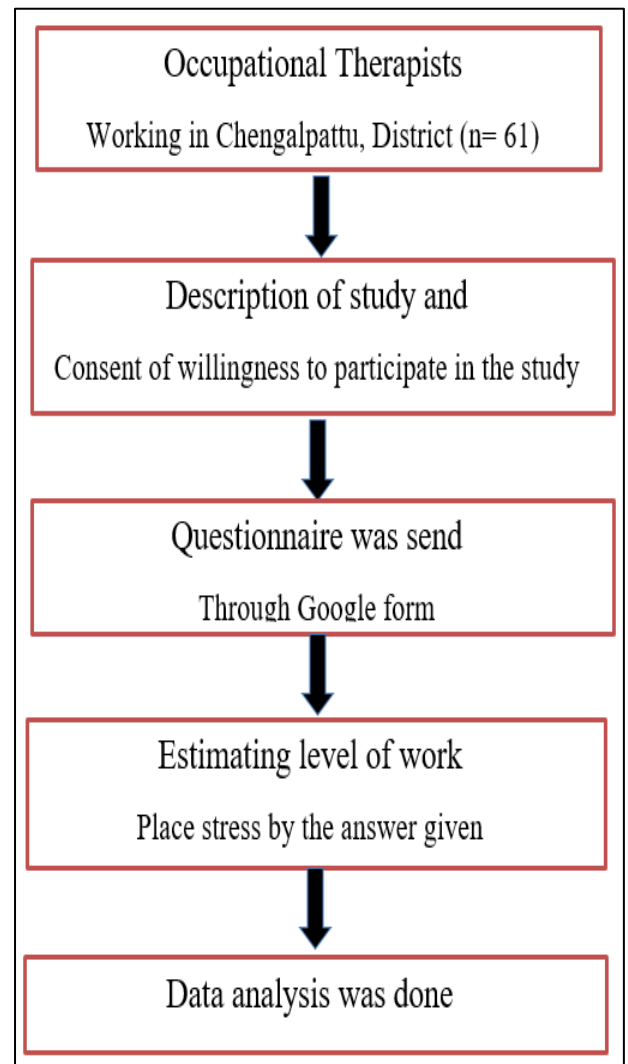 Occupational Therapists
Working in Chengalpattu, District (n= 61)
Description of study and
Consent of willingness to participate in the study
Questionnaire was send
Through Google form
Estimating level of work
Place stress by the answer given
Data analysis was done